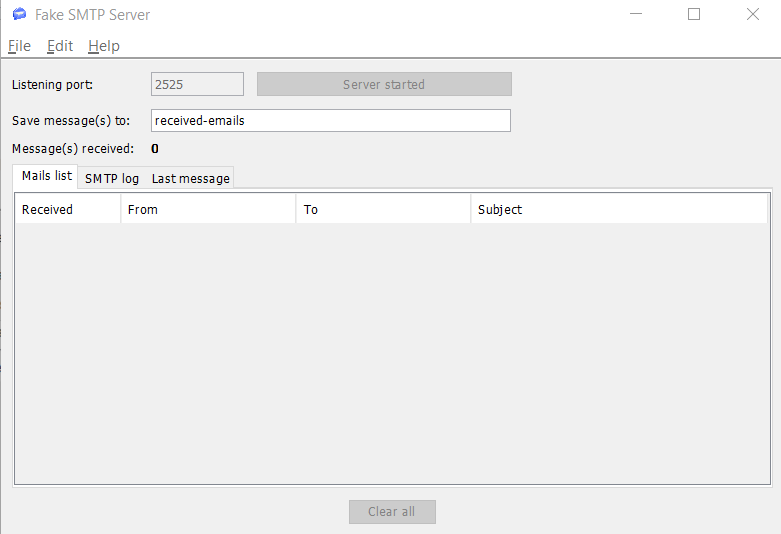 Fake SMTP Server
File Edit Help
Listening port: 2525 Server started
Save message(s) to: received-emails
Message(s) received: 0
Mails list SMTP log Last message
Received From To Subject
Clear all